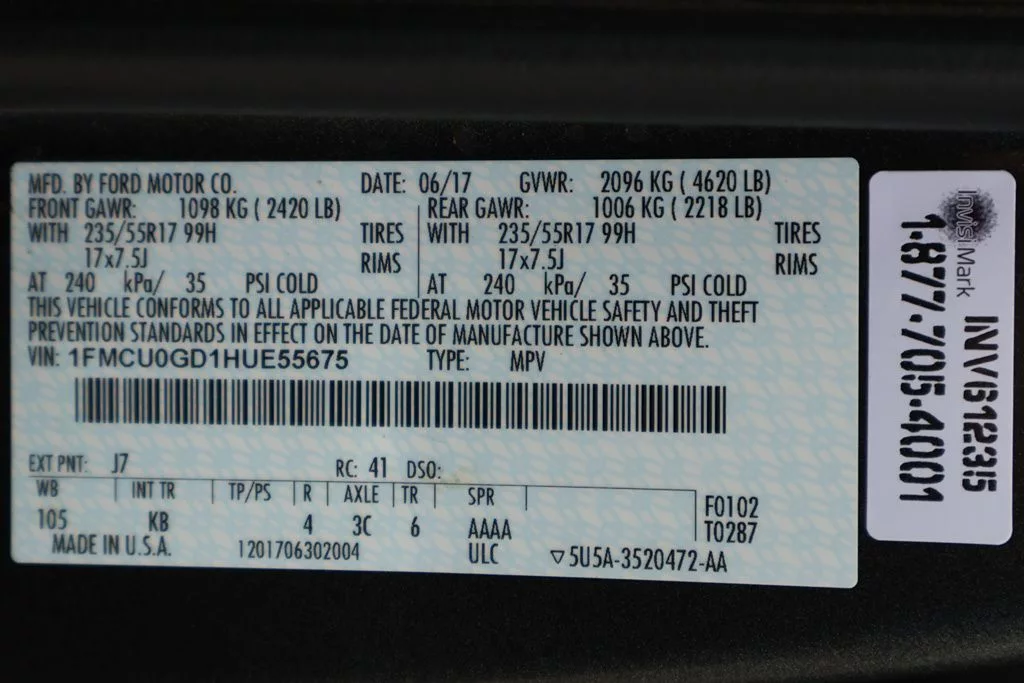 MFD. BY FORD MOTOR CO. DATE: 06/17 GVWR: 2096 KG ( 4620 LB)
FRONT GAWR: 1098 KG ( 2420 LB) REAR GAWR: 1006 KG ( 2218 LB)
WITH 235/55R17 99H TIRES WITH 235/55R17 99H TIRES
17x7.5J RIMS 17x7.5J RIMS
AT 240 kPa/ 35 PSI COLD AT 240 kPa/ 35 PSI COLD
THIS VEHICLE CONFORMS TO ALL APPLICABLE FEDERAL MOTOR VEHICLE SAFETY AND THEFT
PREVENTION STANDARDS IN EFFECT ON THE DATE OF MANUFACTURE SHOWN ABOVE.
VIN: 1FMCU0GD1HUE55675 TYPE: MPV
EXT PNT: J7 RC: 41 DSO:
WB INT TR TP/PS R AXLE TR SPR F0102
105 KB 4 3C 6 AAAA T0287
MADE IN U.S.A. 1201706302004 ULC ▽5U5A-3520472-AA
InvisiMark INV61235
1.877.705.4001